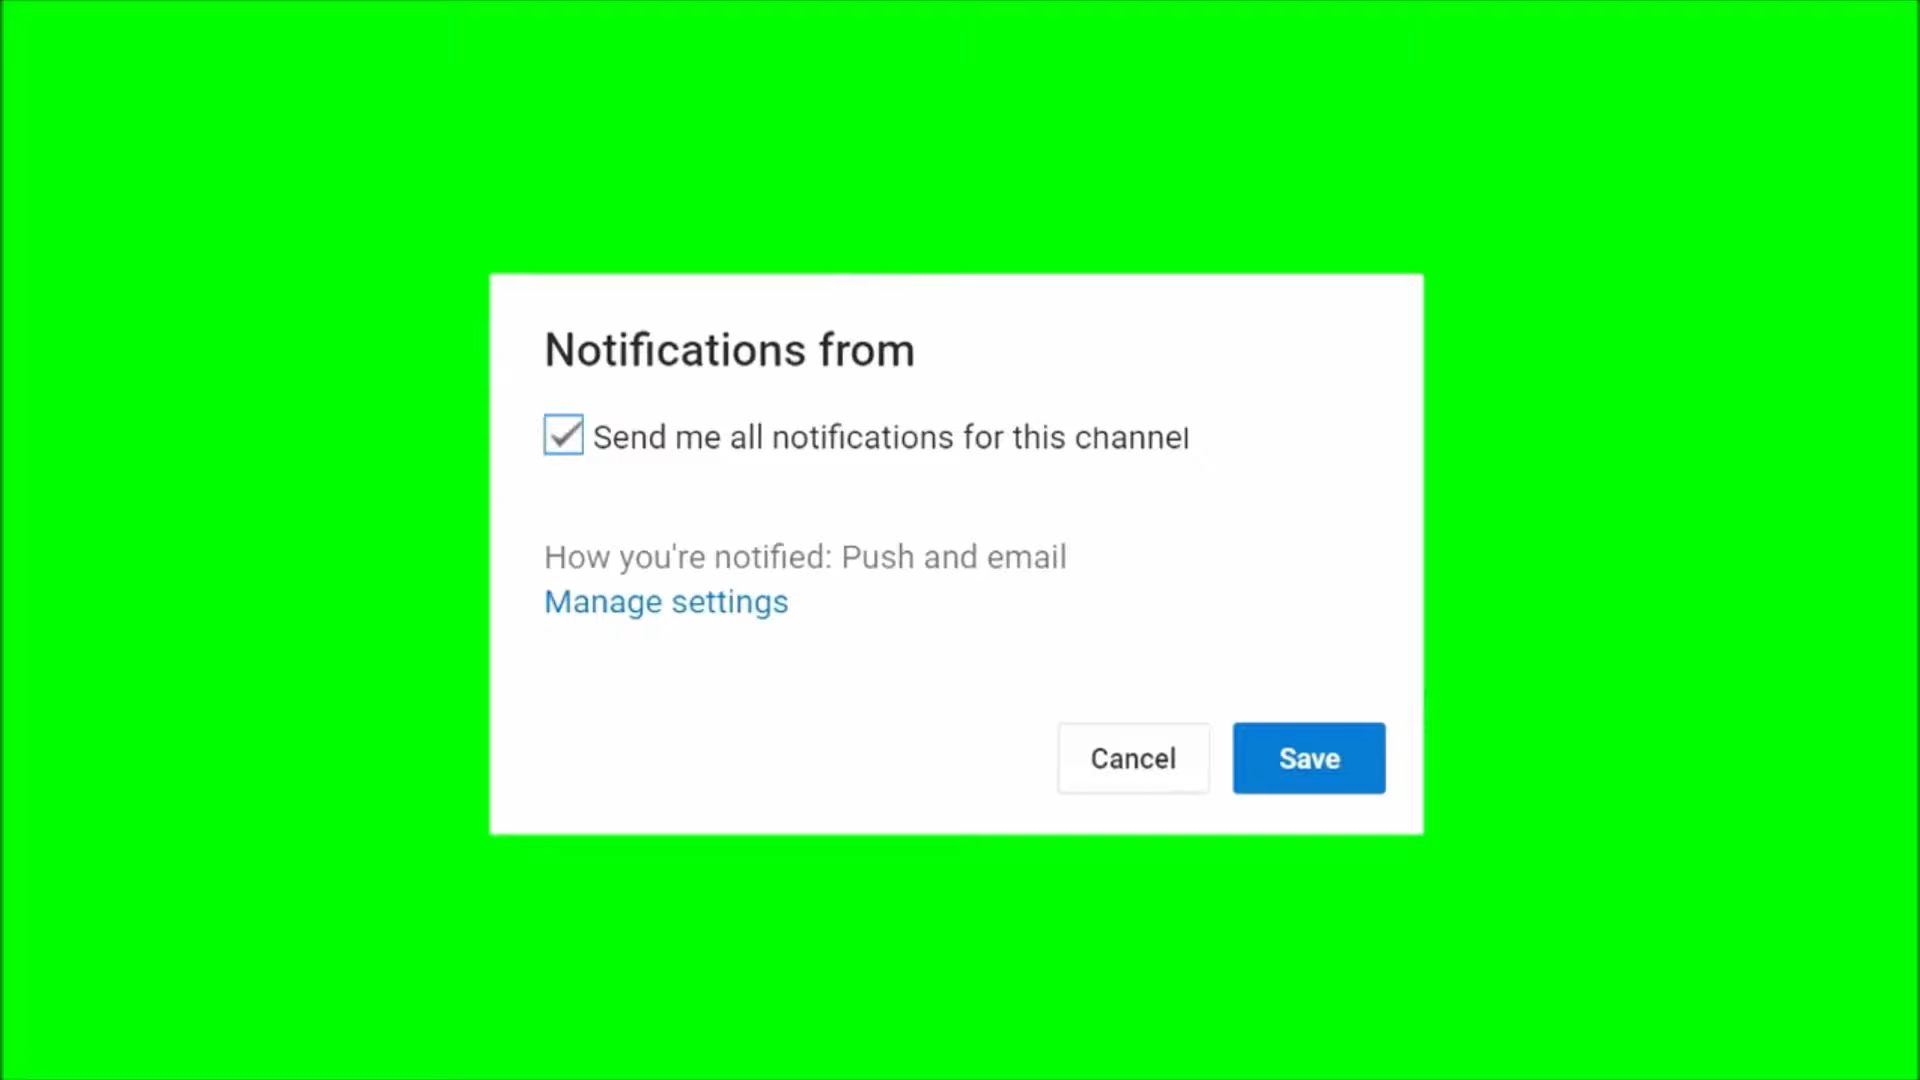 Notifications from
Send me all notifications for this channel
How you're notified: Push and email
Manage settings
Cancel
Save